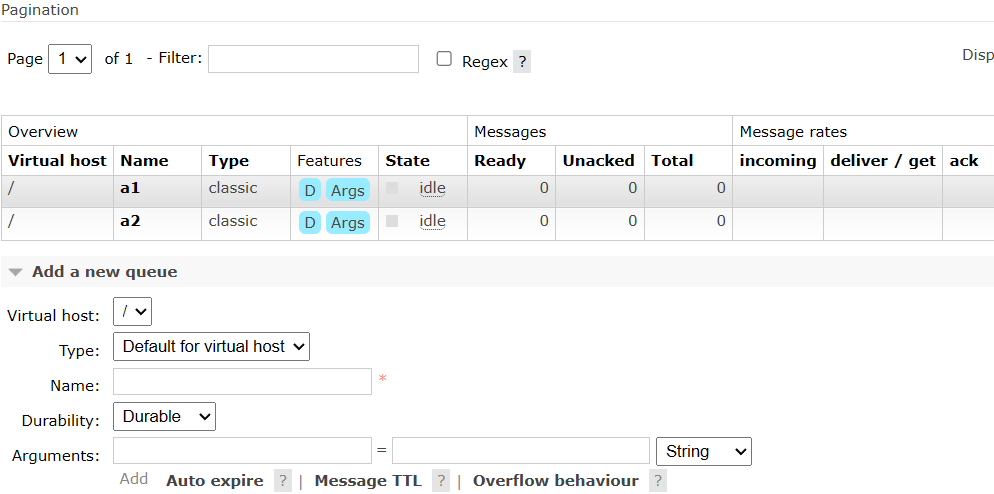 Pagination
Page 1 of 1 - Filter: Regex ? Disp
Overview Messages Message rates
Virtual host Name Type Features State Ready Unacked Total incoming deliver / get ack
/ a1 classic D Args idle 0 0 0
/ a2 classic D Args idle 0 0 0
Add a new queue
Virtual host: /
Type: Default for virtual host
Name: *
Durability: Durable
Arguments: = String
Add Auto expire ? | Message TTL ? | Overflow behaviour ?